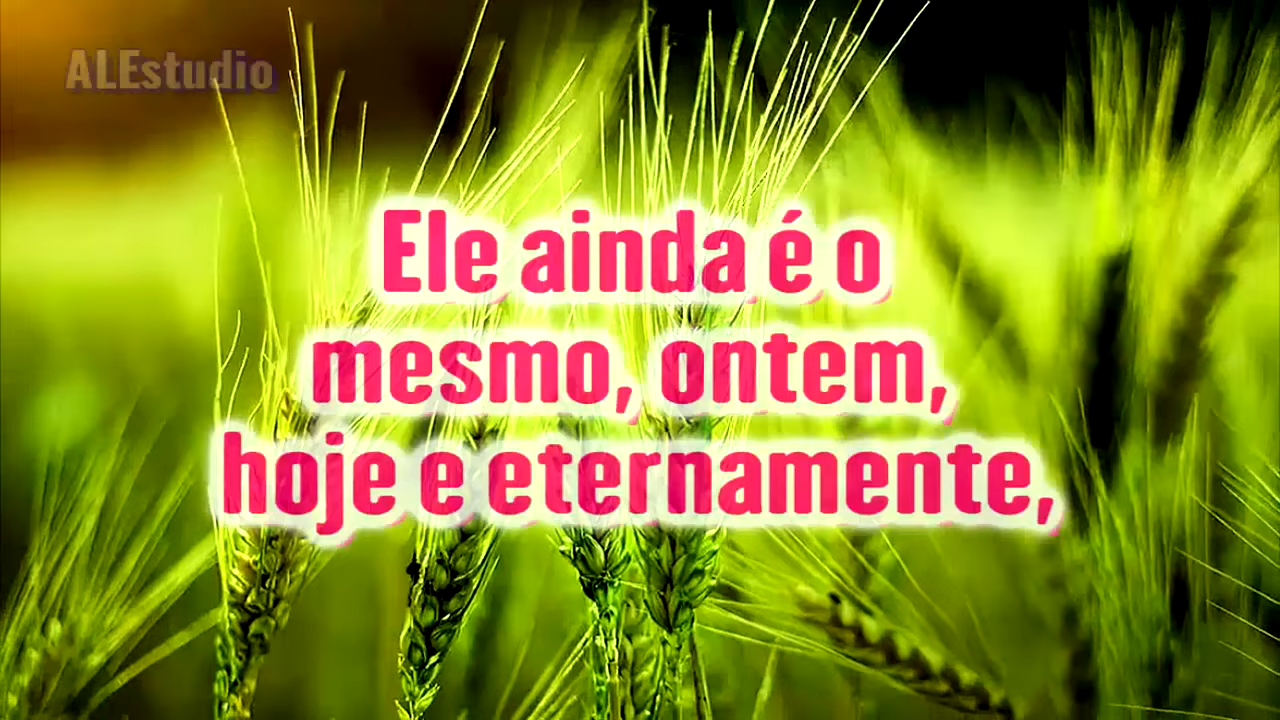 ALEstudio
Ele ainda é o
mesmo, ontem,
hoje e eternamente,